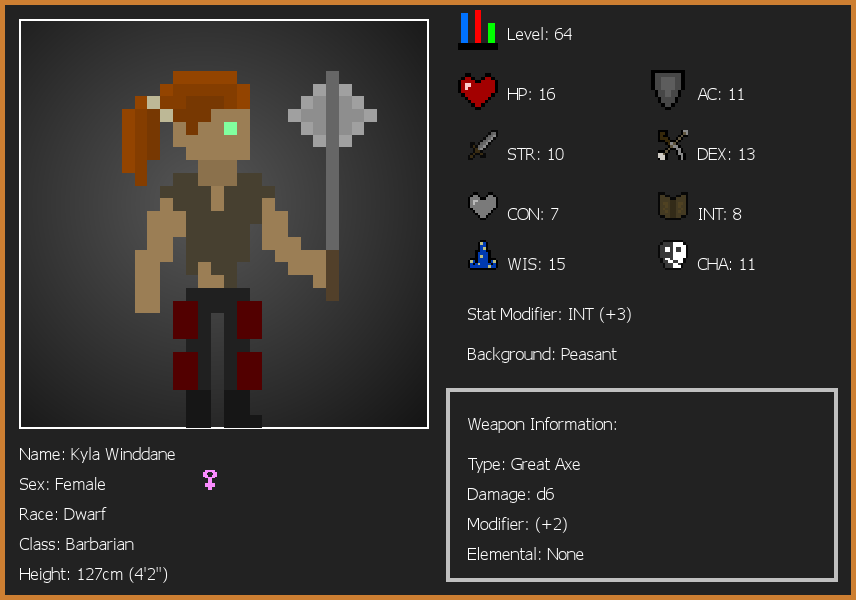 Level: 64
HP: 16
AC: 11
STR: 10
DEX: 13
CON: 7
INT: 8
WIS: 15
CHA: 11
Stat Modifier: INT (+3)
Background: Peasant
Weapon Information:
Type: Great Axe
Damage: d6
Modifier: (+2)
Elemental: None
Name: Kyla Winddane
Sex: Female
Race: Dwarf
Class: Barbarian
Height: 127cm (4'2")